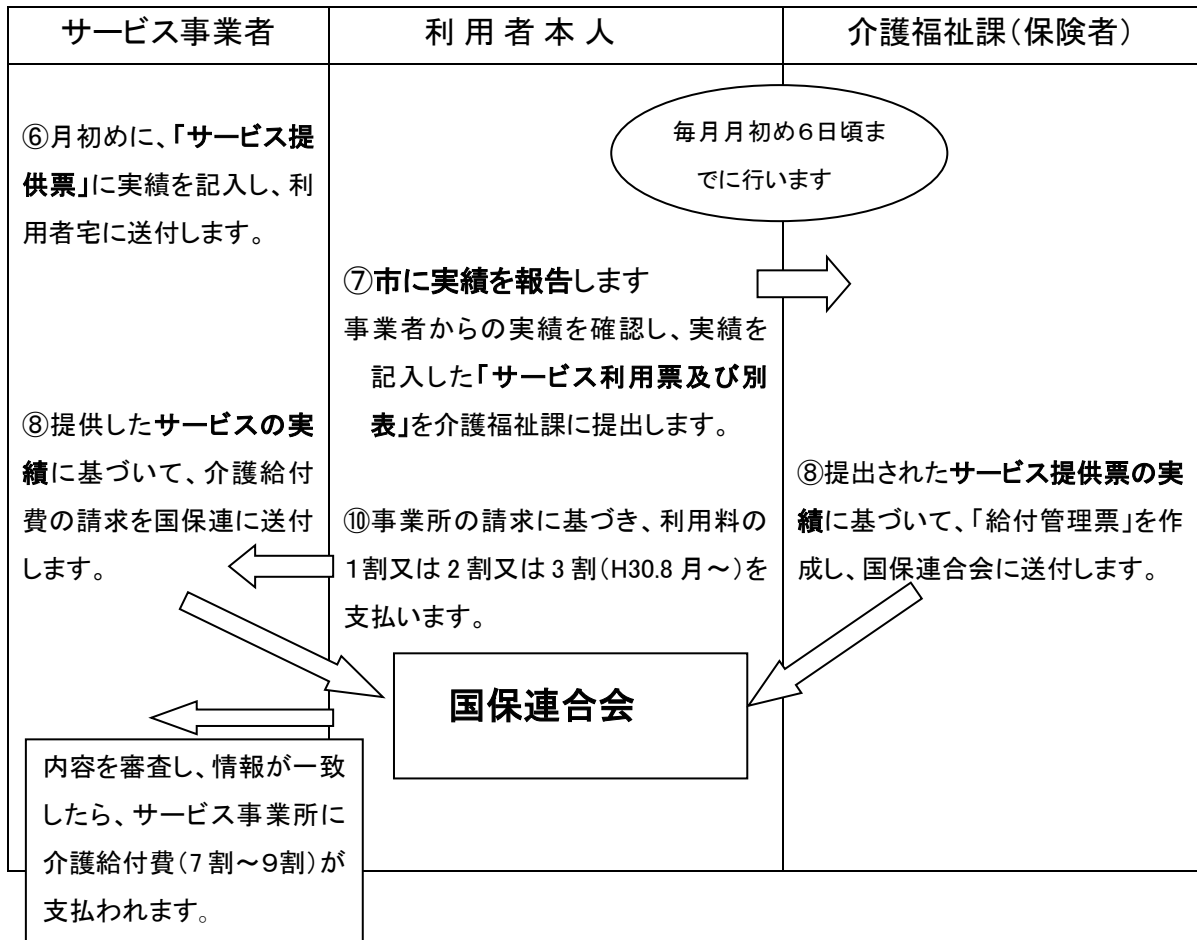 サービス事業者
利用者本人
介護福祉課(保険者)
⑥月初めに、「サービス提
供票」に実績を記入し、利
用者宅に送付します。
毎月月初め6日頃ま
でに行います
⑦市に実績を報告します
事業者からの実績を確認し、実績を
記入した「サービス利用票及び別
表」を介護福祉課に提出します。
⑧提供したサービスの実
績に基づいて、介護給付
費の請求を国保連に送付
します。
⑧提出されたサービス提供票の実
績に基づいて、「給付管理票」を作
成し、国保連合会に送付します。
⑩事業所の請求に基づき、利用料の
1割又は2割又は3割(H30.8月~)を
支払います。
国保連合会
内容を審査し、情報が一致
したら、サービス事業所に
介護給付費(7割~9割)が
支払われます。